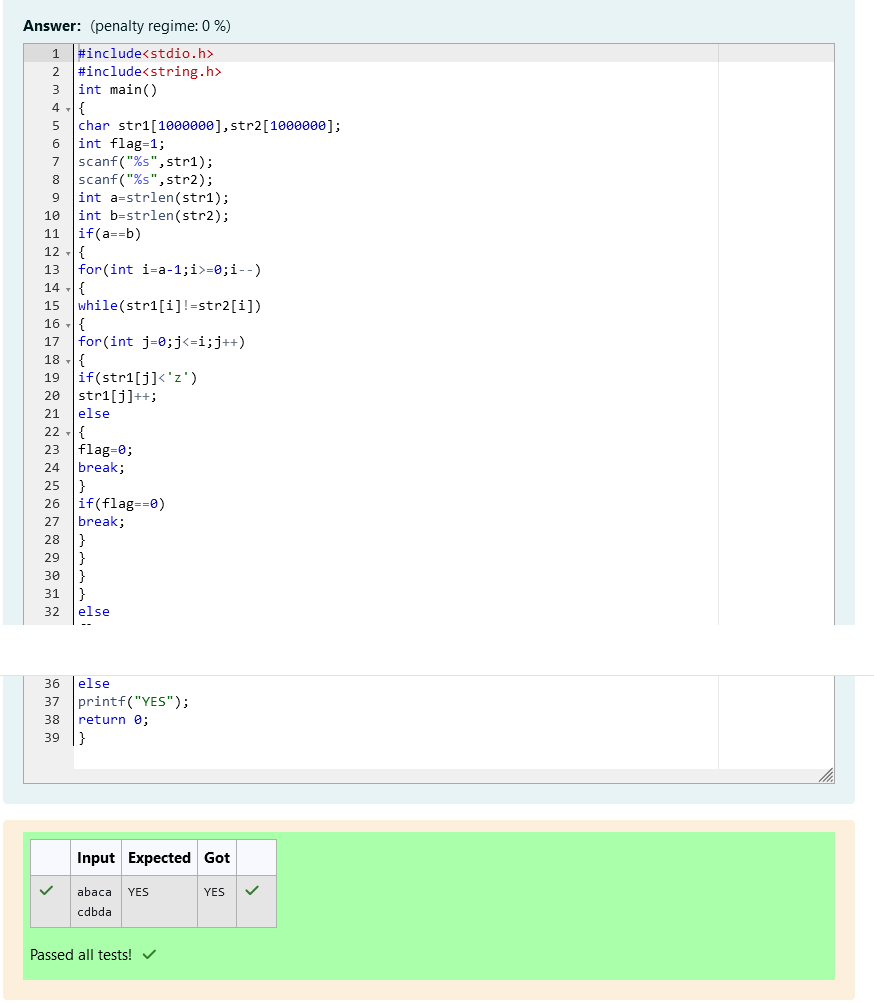 Answer: (penalty regime: 0 %)
1 #include<stdio.h>
2 #include<string.h>
3 int main()
4 {
5 char str1[1000000],str2[1000000];
6 int flag=1;
7 scanf("%s",str1);
8 scanf("%s",str2);
9 int a=strlen(str1);
10 int b=strlen(str2);
11 if(a==b)
12 {
13 for(int i=a-1;i>=0;i--)
14 {
15 while(str1[i]!=str2[i])
16 {
17 for(int j=0;j<=i;j++)
18 {
19 if(str1[j]<'z')
20 str1[j]++;
21 else
22 {
23 flag=0;
24 break;
25 }
26 if(flag==0)
27 break;
28 }
29 }
30 }
31 }
32 else
36 else
37 printf("YES");
38 return 0;
39 }
Input Expected Got
abaca YES YES
cdbda
Passed all tests!